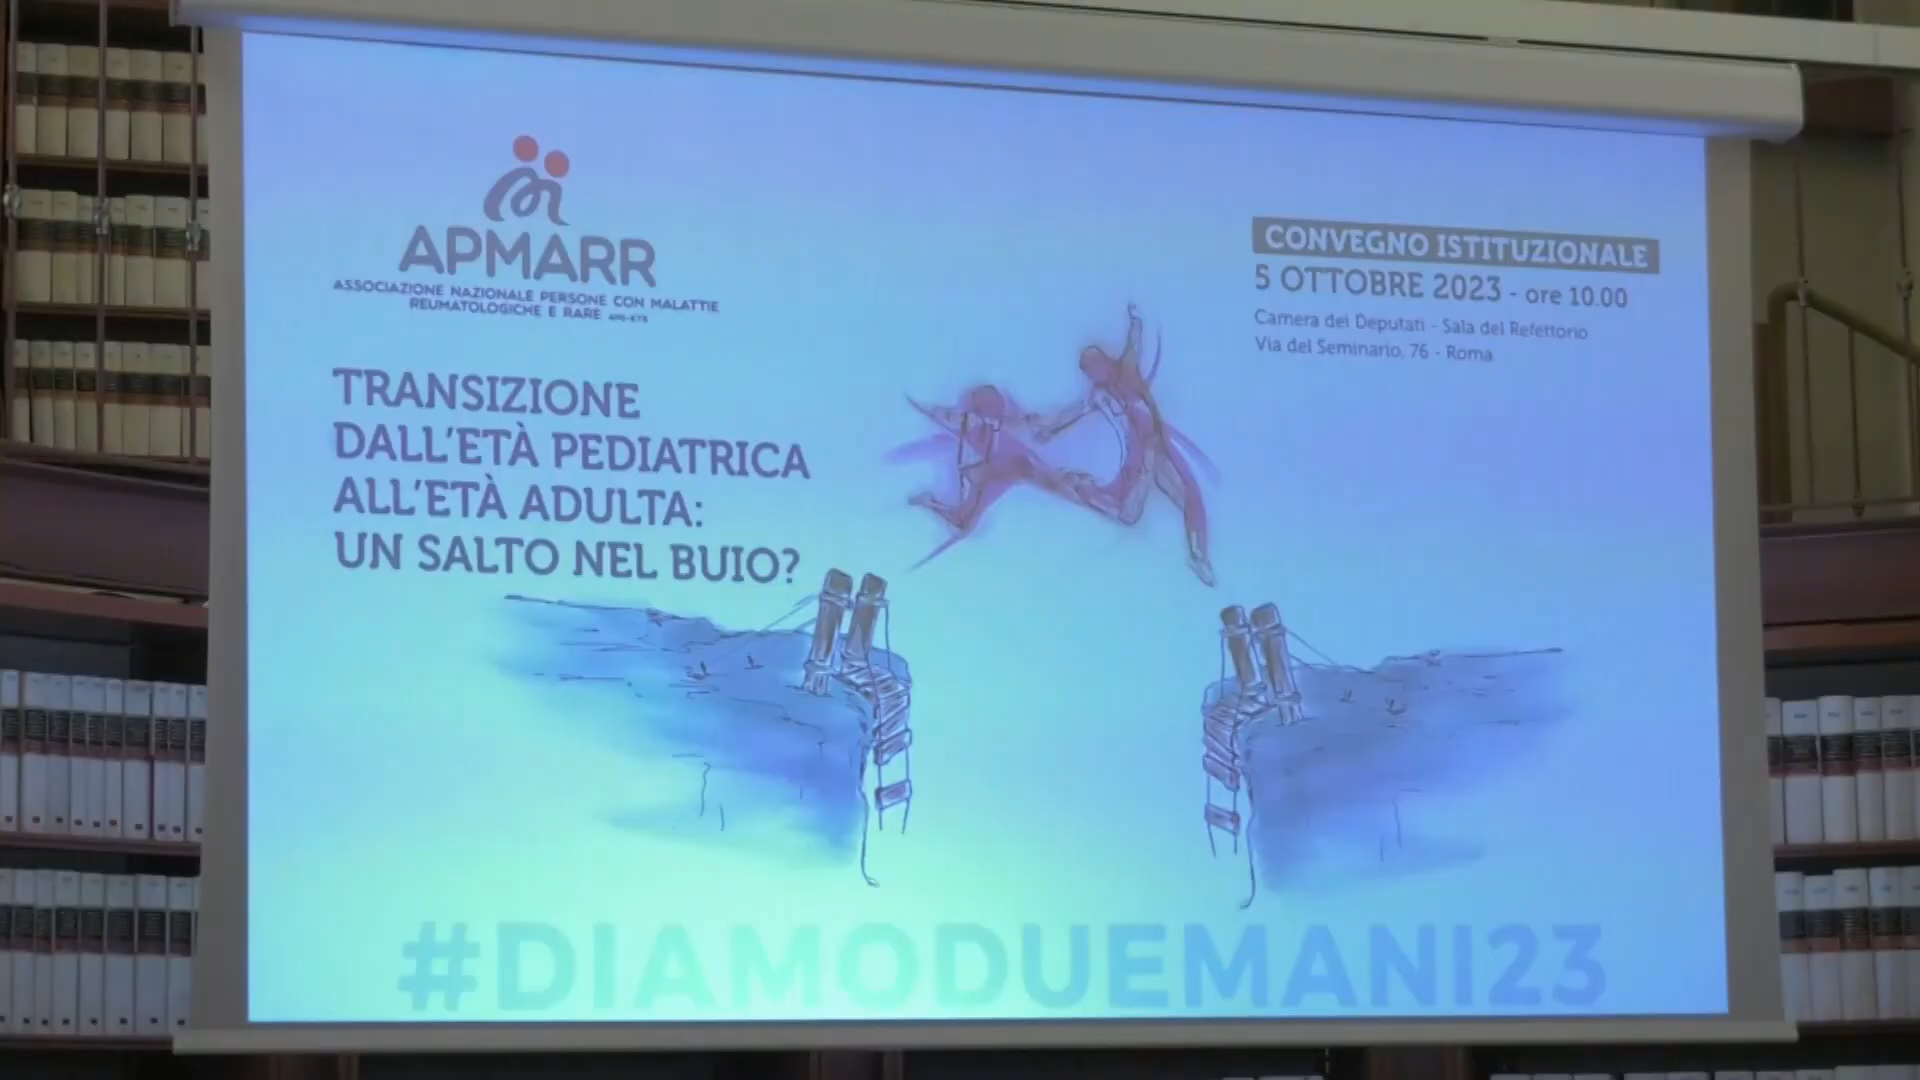 APMARR
ASSOCIAZIONE NAZIONALE PERSONE CON MALATTIE
REUMATOLOGICHE E RARE APS-ETS
CONVEGNO ISTITUZIONALE
5 OTTOBRE 2023 - ore 10.00
Camera dei Deputati - Sala del Refettorio
Via del Seminario, 76 - Roma
TRANSIZIONE
DALL'ETÀ PEDIATRICA
ALL'ETÀ ADULTA:
UN SALTO NEL BUIO?
#DIAMODUEMANI23